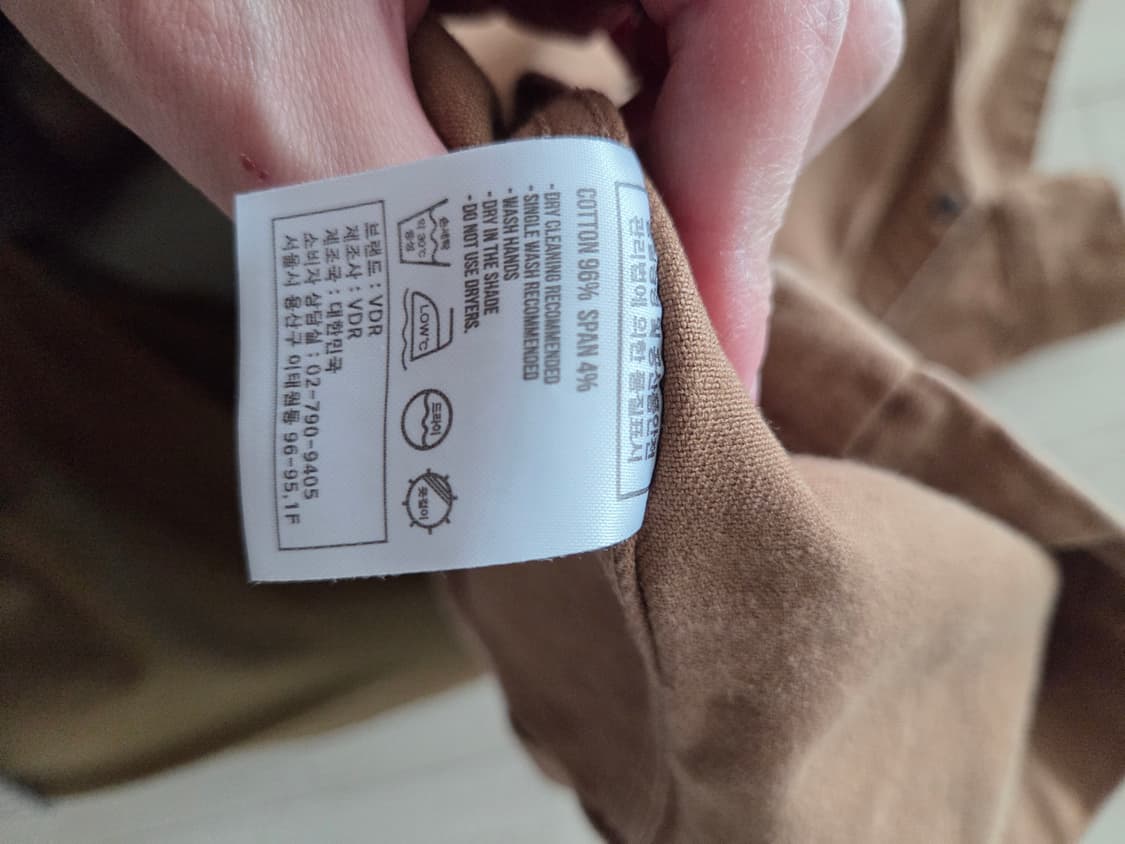 관리법에 의한 품질표시
COTTON 96% SPAN 4%
- DRY CLEANING RECOMMENDED
- SINGLE WASH RECOMMENDED
- WASH HANDS
- DRY IN THE SHADE
- DO NOT USE DRYERS.
손세탁
약 30℃
중성
LOW℃
드라이
옷걸이
브랜드 : VDR
제조사 : VDR
제조국 : 대한민국
소비자 상담실 : 02-790-9405
서울시 용산구 이태원동 96-95,1F